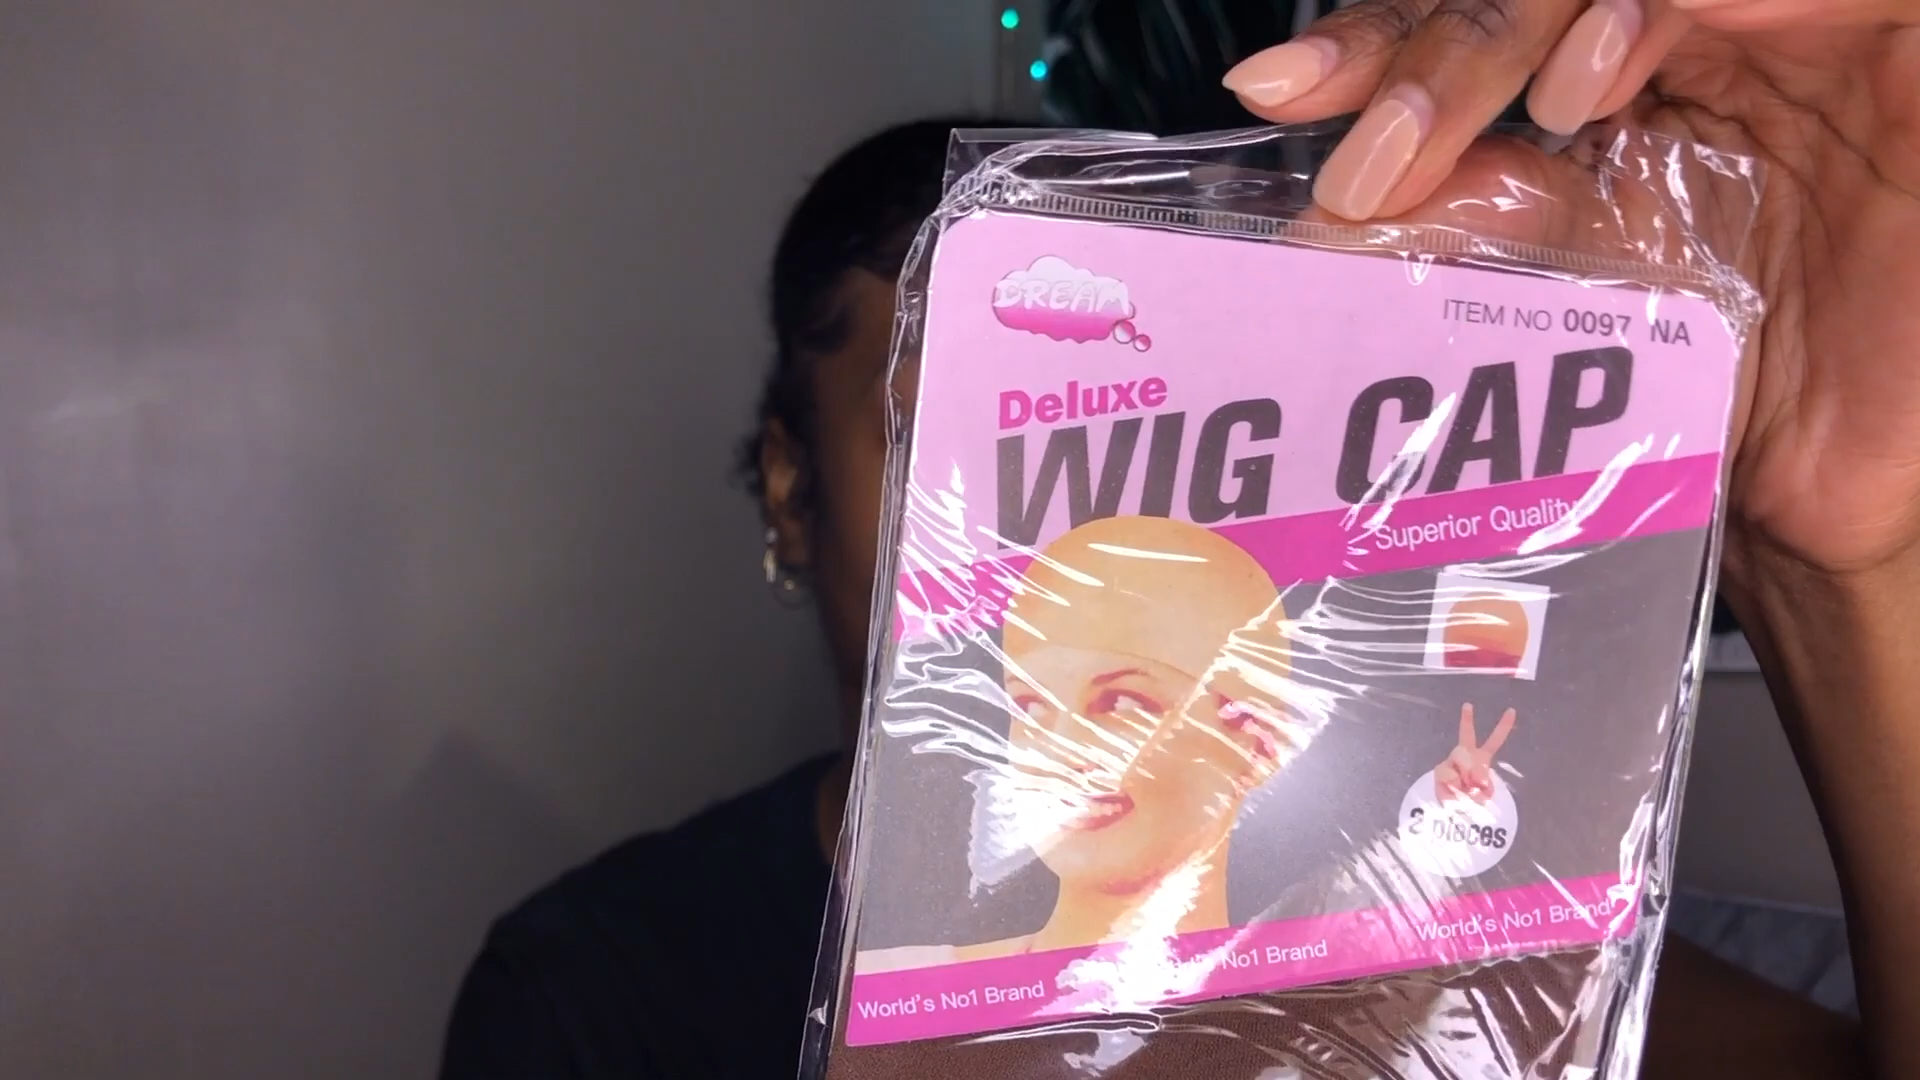 DREAM
ITEM NO 0097 NA
Deluxe
WIG CAP
Superior Quality
2 pieces
World's No1 Brand
No1 Brand
World's No1 Brand